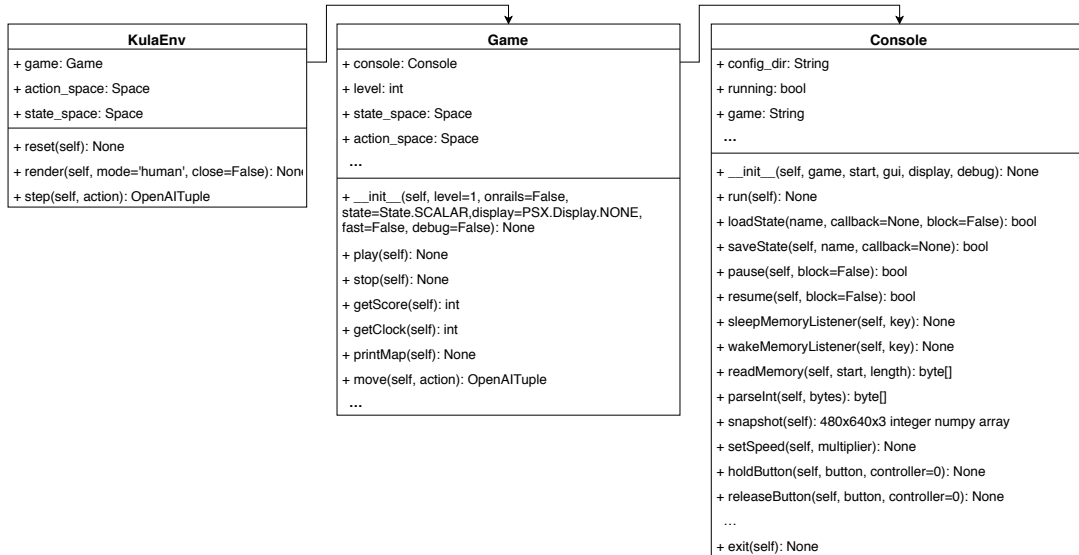 KulaEnv
+ game: Game
+ action_space: Space
+ state_space: Space
+ reset(self): None
+ render(self, mode='human', close=False): None
+ step(self, action): OpenAITuple
Game
+ console: Console
+ level: int
+ state_space: Space
+ action_space: Space
...
+ __init__(self, level=1, onrails=False,
state=State.SCALAR,display=PSX.Display.NONE,
fast=False, debug=False): None
+ play(self): None
+ stop(self): None
+ getScore(self): int
+ getClock(self): int
+ printMap(self): None
+ move(self, action): OpenAITuple
...
Console
+ config_dir: String
+ running: bool
+ game: String
...
+ __init__(self, game, start, gui, display, debug): None
+ run(self): None
+ loadState(name, callback=None, block=False): bool
+ saveState(self, name, callback=None): bool
+ pause(self, block=False): bool
+ resume(self, block=False): bool
+ sleepMemoryListener(self, key): None
+ wakeMemoryListener(self, key): None
+ readMemory(self, start, length): byte[]
+ parseInt(self, bytes): byte[]
+ snapshot(self): 480x640x3 integer numpy array
+ setSpeed(self, multiplier): None
+ holdButton(self, button, controller=0): None
+ releaseButton(self, button, controller=0): None
...
+ exit(self): None